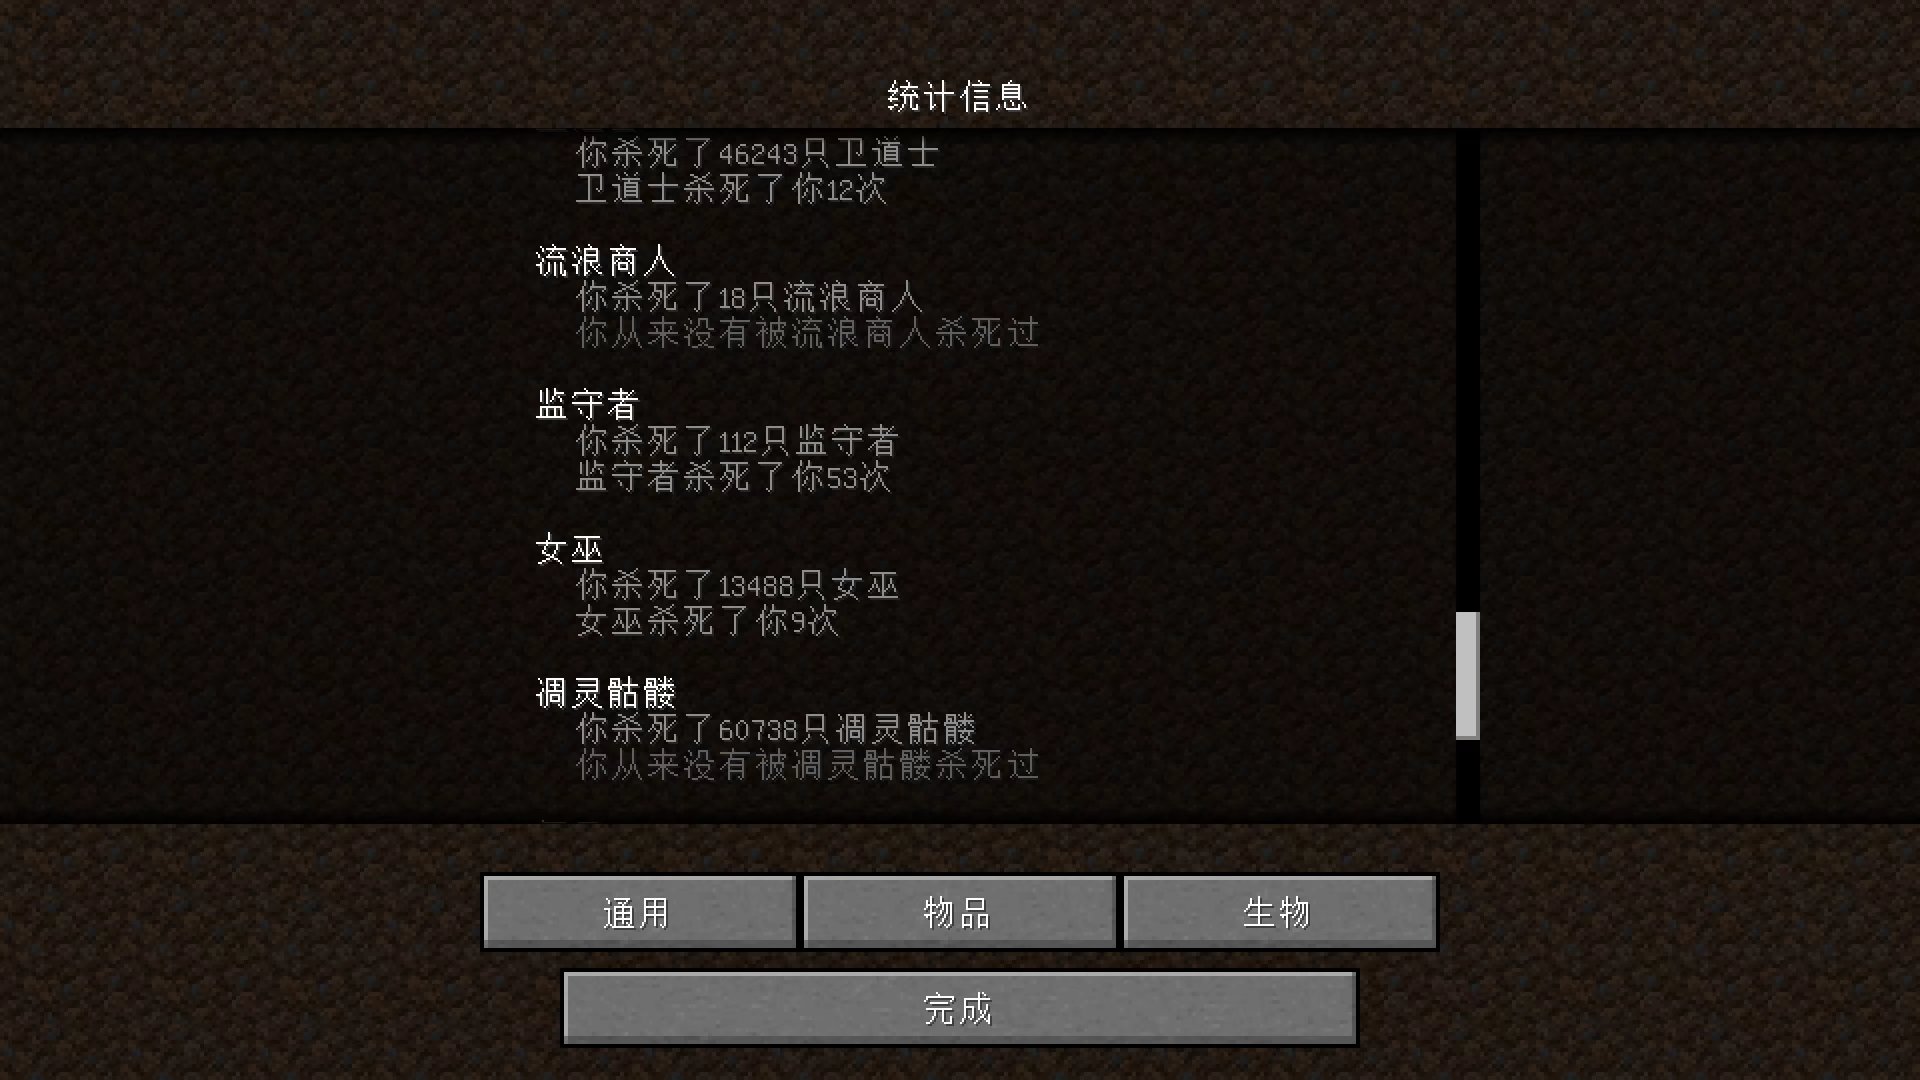 统计信息
你杀死了46243只卫道士
卫道士杀死了你12次
流浪商人
你杀死了18只流浪商人
你从来没有被流浪商人杀死过
监守者
你杀死了112只监守者
监守者杀死了你53次
女巫
你杀死了13488只女巫
女巫杀死了你9次
凋灵骷髅
你杀死了60738只凋灵骷髅
你从来没有被凋灵骷髅杀死过
通用
物品
生物
完成